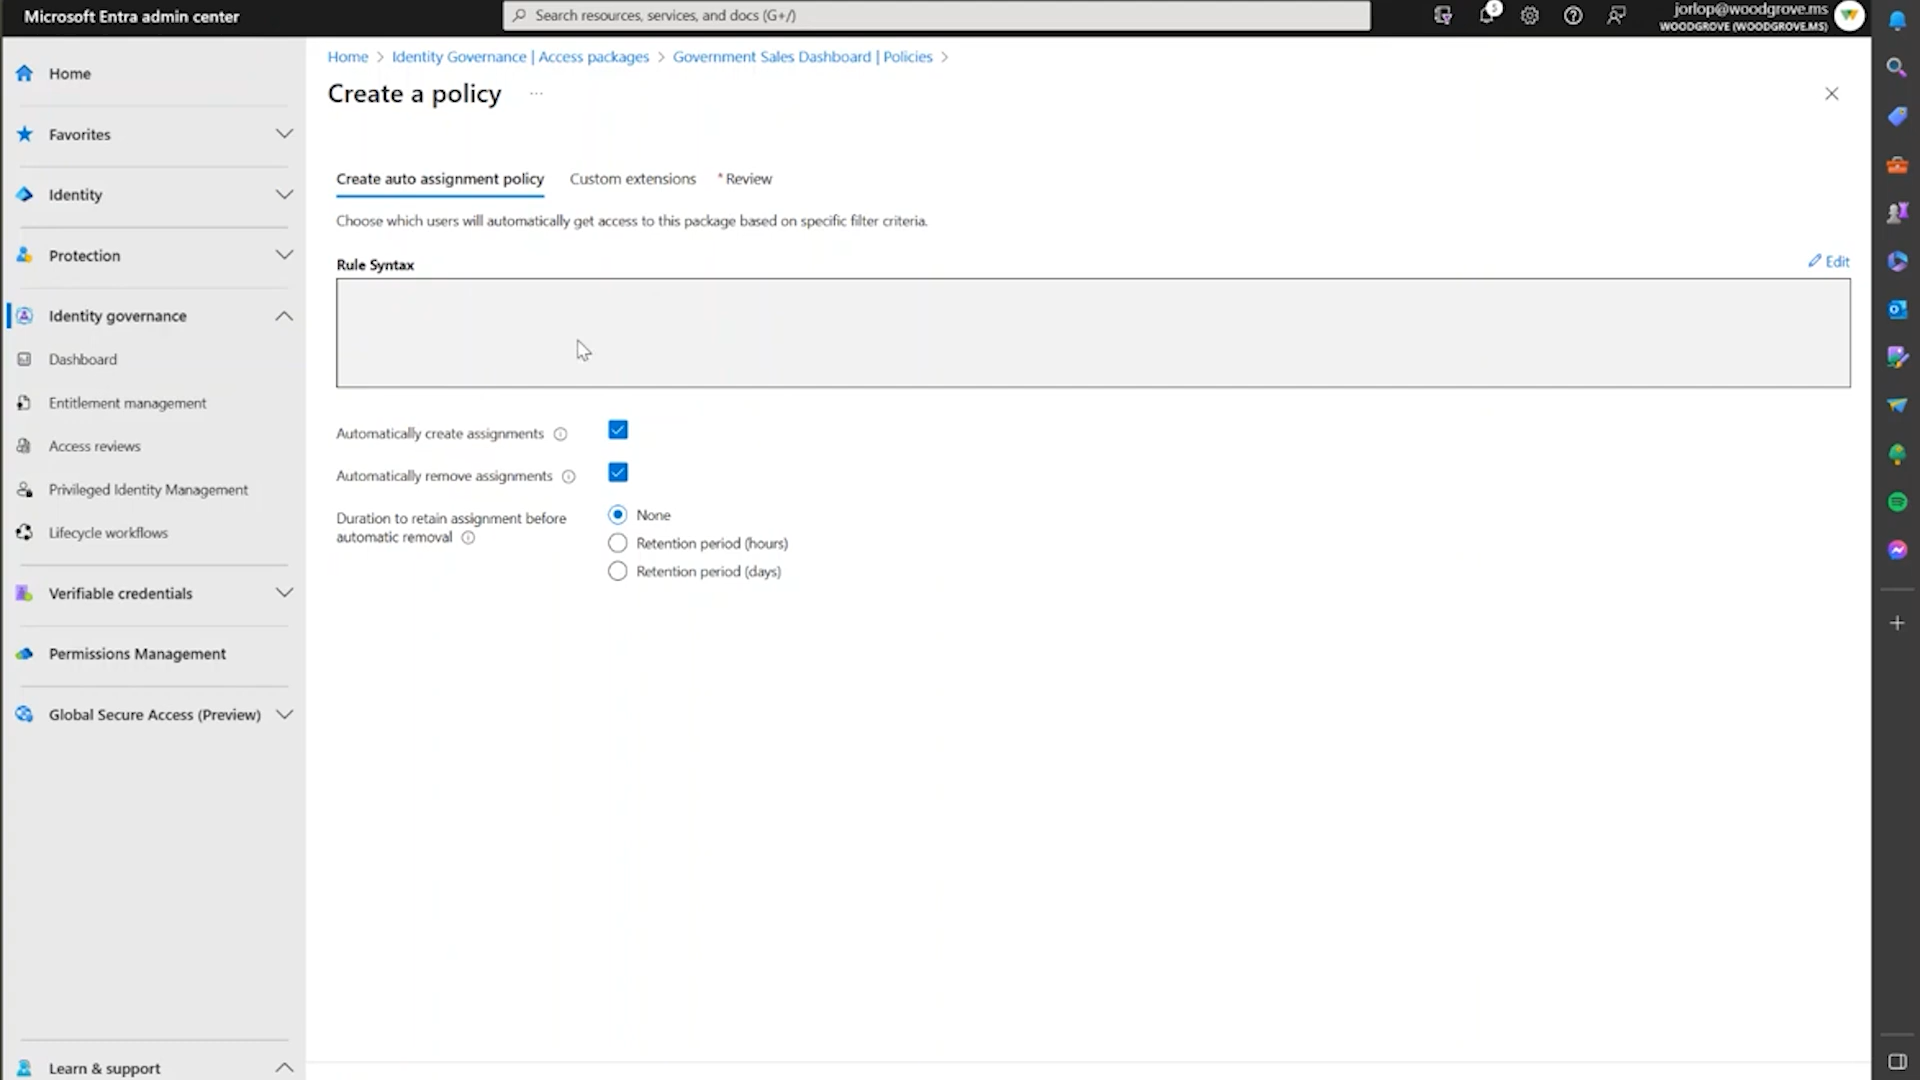 Microsoft Entra admin center
Search resources, services, and docs (G+/)
5
jorlop@woodgrove.ms
WOODGROVE (WOODGROVE.MS)
Home
Favorites
Identity
Protection
Identity governance
Dashboard
Entitlement management
Access reviews
Privileged Identity Management
Lifecycle workflows
Verifiable credentials
Permissions Management
Global Secure Access (Preview)
Learn & support
Home > Identity Governance | Access packages > Government Sales Dashboard | Policies >
Create a policy ...
Create auto assignment policy Custom extensions * Review
Choose which users will automatically get access to this package based on specific filter criteria.
Rule Syntax
Edit
Automatically create assignments
Automatically remove assignments
Duration to retain assignment before
automatic removal
None
Retention period (hours)
Retention period (days)